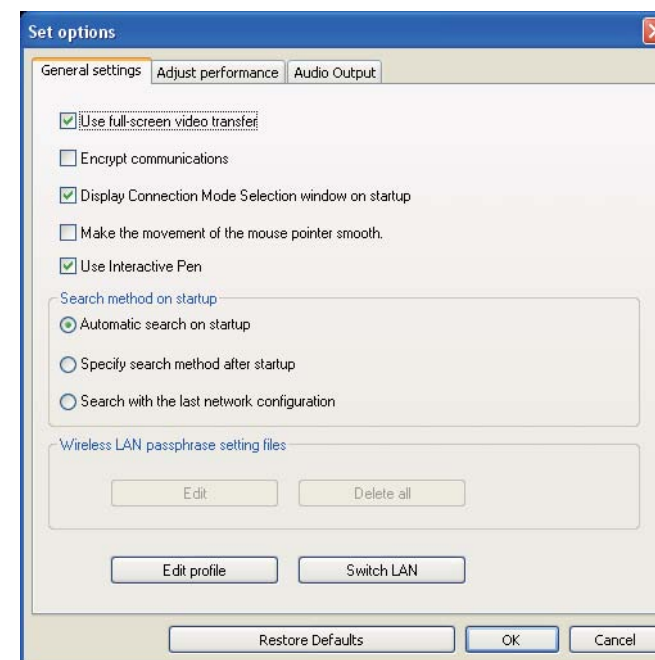 Set options
General settings Adjust performance Audio Output
Use full-screen video transfer
Encrypt communications
Display Connection Mode Selection window on startup
Make the movement of the mouse pointer smooth.
Use Interactive Pen
Search method on startup
Automatic search on startup
Specify search method after startup
Search with the last network configuration
Wireless LAN passphrase setting files
Edit Delete all
Edit profile Switch LAN
Restore Defaults OK Cancel